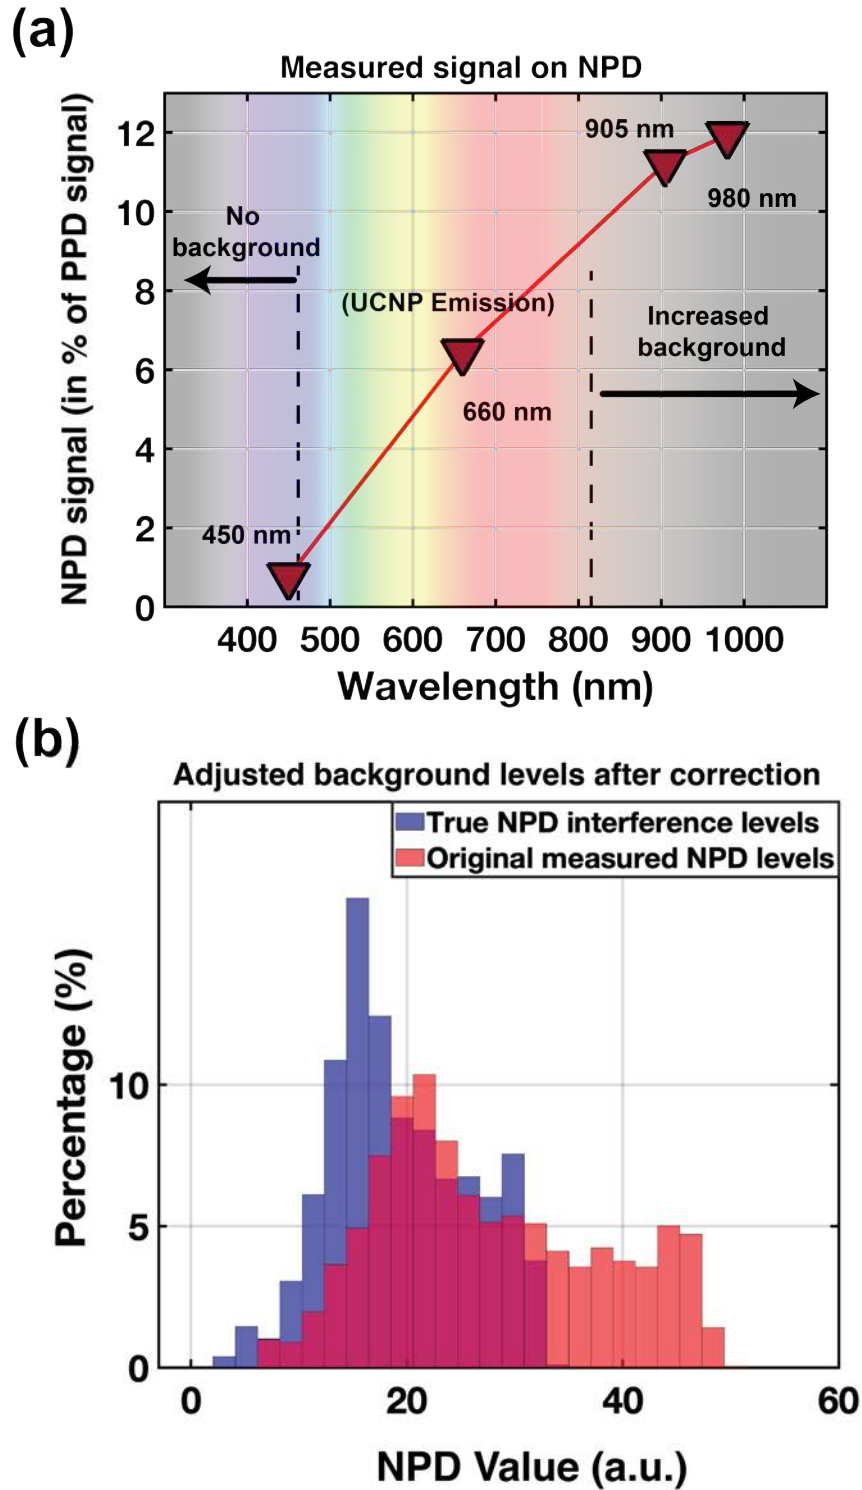 (a)
Measured signal on NPD
NPD signal (in % of PPD signal)
12
10
8
6
4
2
0
905 nm
980 nm
No
background
(UCNP Emission)
Increased
background
660 nm
450 nm
400 500 600 700 800 900 1000
Wavelength (nm)
(b)
Adjusted background levels after correction
True NPD interference levels
Original measured NPD levels
Percentage (%)
10
5
0
0 20 40 60
NPD Value (a.u.)